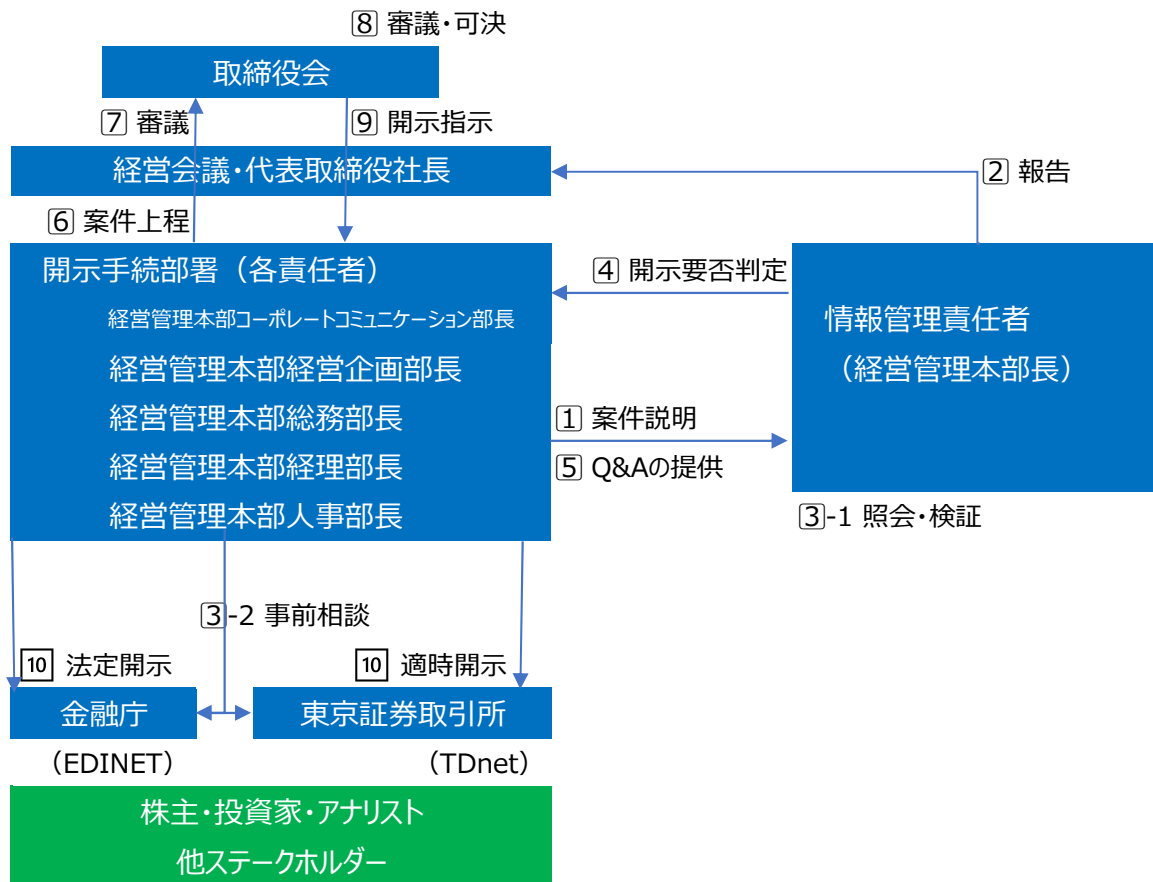 ⑧ 審議・可決
取締役会
⑦ 審議
⑨ 開示指示
経営会議・代表取締役社長
② 報告
⑥ 案件上程
開示手続部署（各責任者）
経営管理本部コーポレートコミュニケーション部長
経営管理本部経営企画部長
経営管理本部総務部長
経営管理本部経理部長
経営管理本部人事部長
④ 開示要否判定
情報管理責任者
（経営管理本部長）
① 案件説明
⑤ Q&Aの提供
③-1 照会・検証
③-2 事前相談
⑩ 法定開示
⑩ 適時開示
金融庁
東京証券取引所
（EDINET）
（TDnet）
株主・投資家・アナリスト
他ステークホルダー